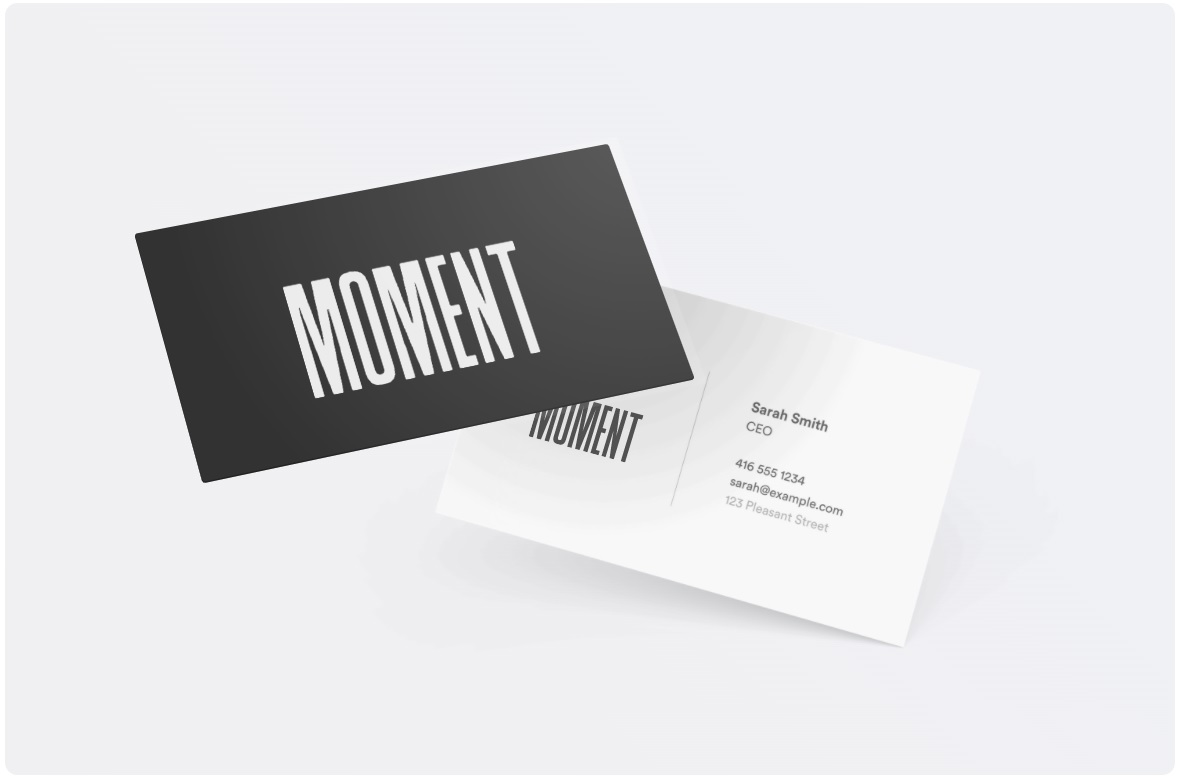 MOMENT
MOMENT
Sarah Smith
CEO
416 555 1234
sarah@example.com
123 Pleasant Street